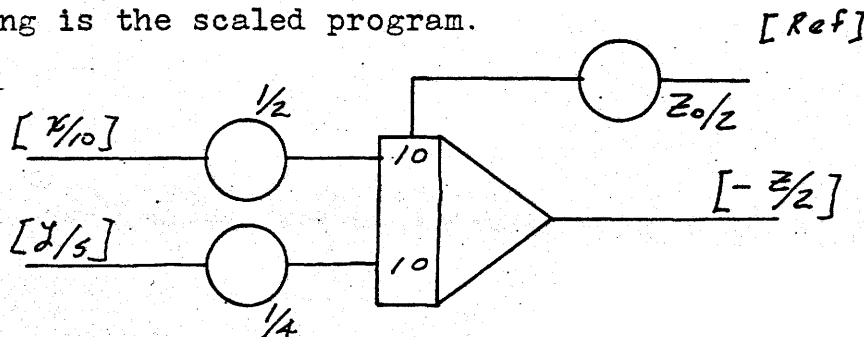 ng is the scaled program.
[Ref]
1/2
[x/10]
10
Z0/2
[-Z/2]
[y/5]
10
1/4